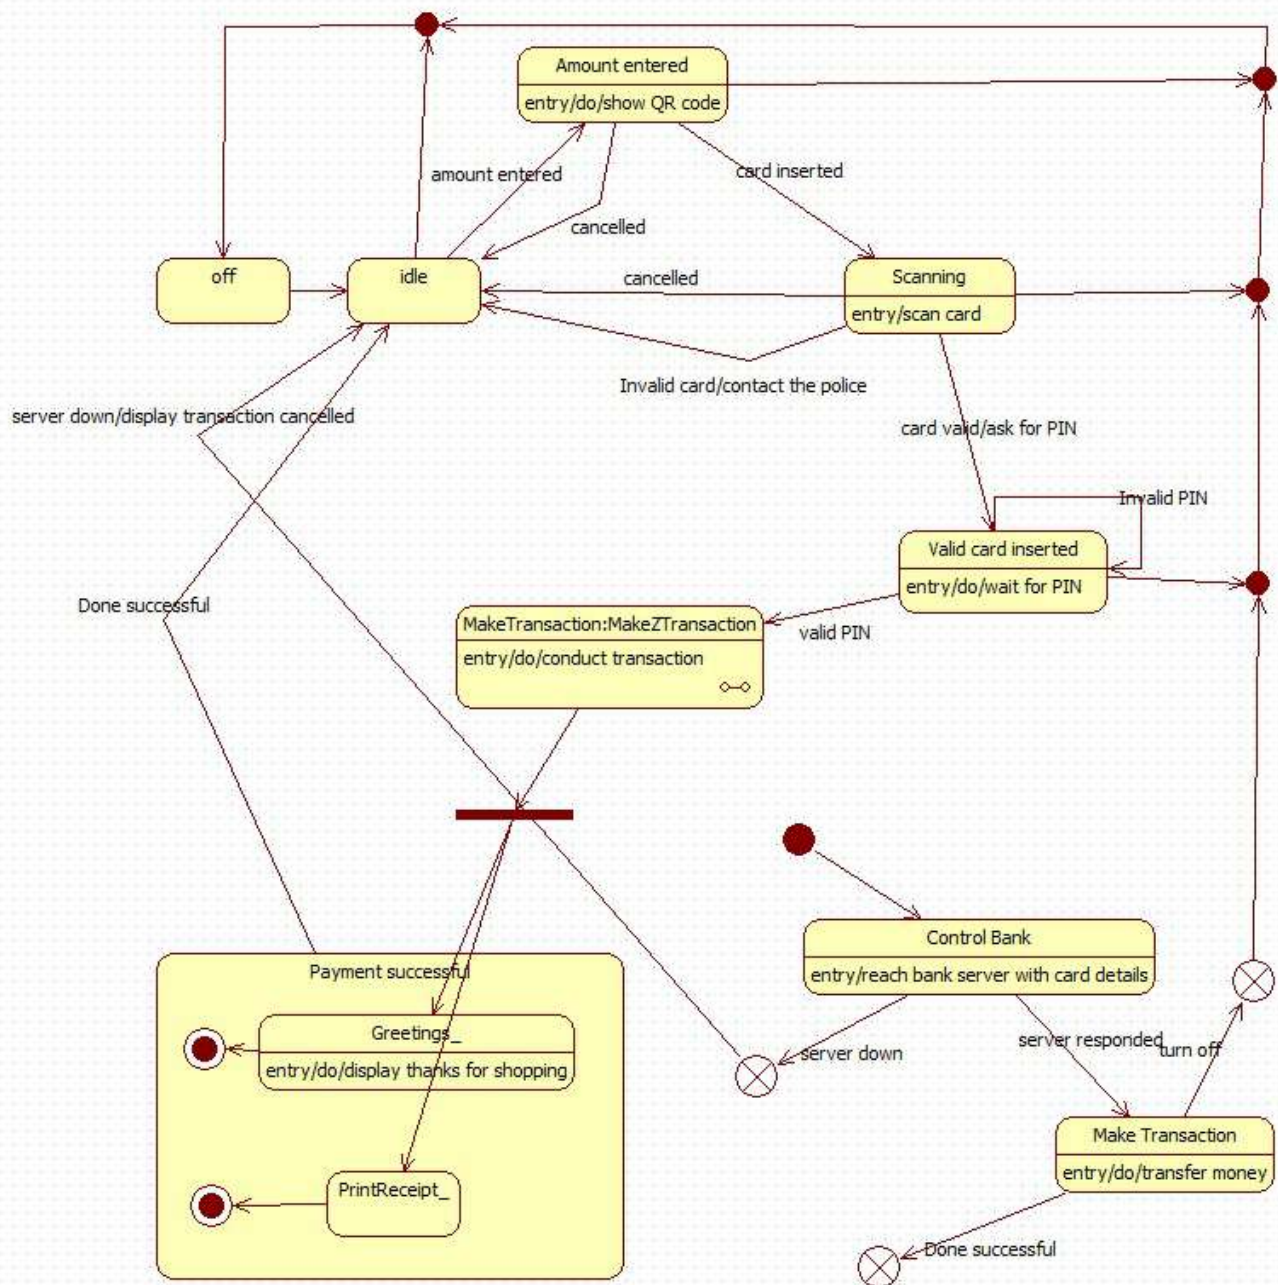 Amount entered
entry/do/show QR code
amount entered
card inserted
cancelled
off
idle
cancelled
Scanning
entry/scan card
Invalid card/contact the police
server down/display transaction cancelled
card valid/ask for PIN
Invalid PIN
Valid card inserted
entry/do/wait for PIN
Done successful
MakeTransaction:MakeZTransaction
entry/do/conduct transaction
valid PIN
Control Bank
entry/reach bank server with card details
Payment successful
Greetings_
entry/do/display thanks for shopping
server down
server responded
turn off
Make Transaction
entry/do/transfer money
PrintReceipt_
Done successful